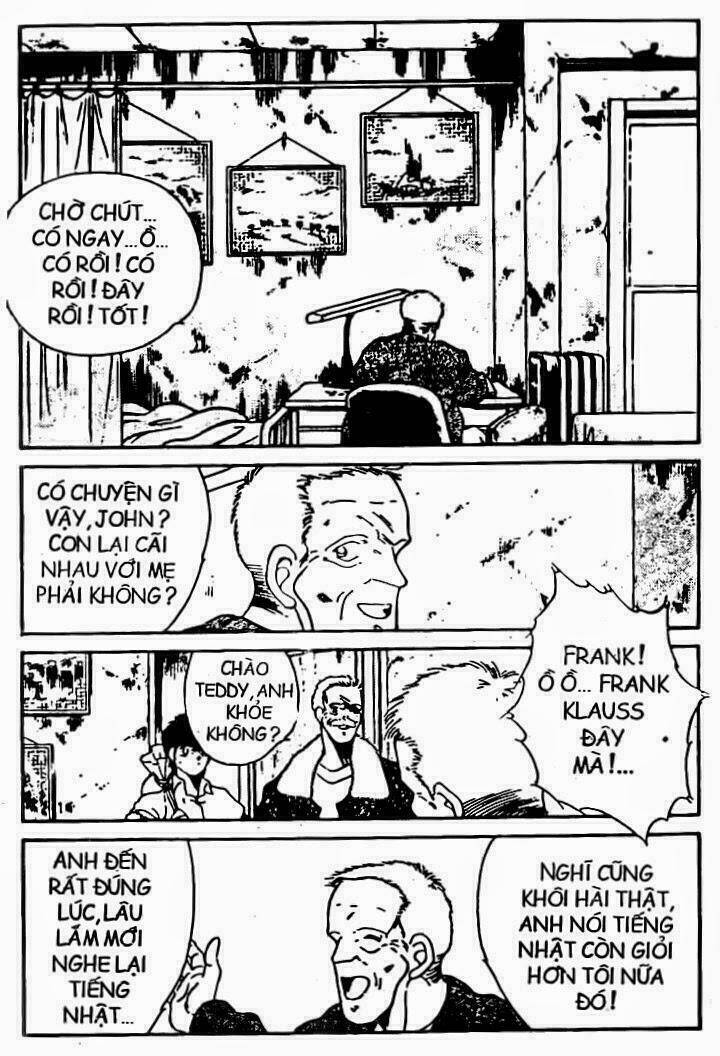 CHỜ CHÚT...
CÓ NGAY...Ồ...
CÓ RỒI! CÓ
RỒI! ĐÂY
RỒI! TỐT!
CÓ CHUYỆN GÌ
VẬY, JOHN?
CON LẠI CÃI
NHAU VỚI MẸ
PHẢI KHÔNG?
CHÀO
TEDDY, ANH
KHỎE
KHÔNG?
FRANK!
Ồ Ồ... FRANK
KLAUSS
ĐÂY
MÀ!...
16
ANH ĐẾN
RẤT ĐÚNG
LÚC, LÂU
LẮM MỚI
NGHE LẠI
TIẾNG
NHẬT...
NGHĨ CŨNG
KHÔI HÀI THẬT,
ANH NÓI TIẾNG
NHẬT CÒN GIỎI
HƠN TÔI NỮA
ĐÓ!